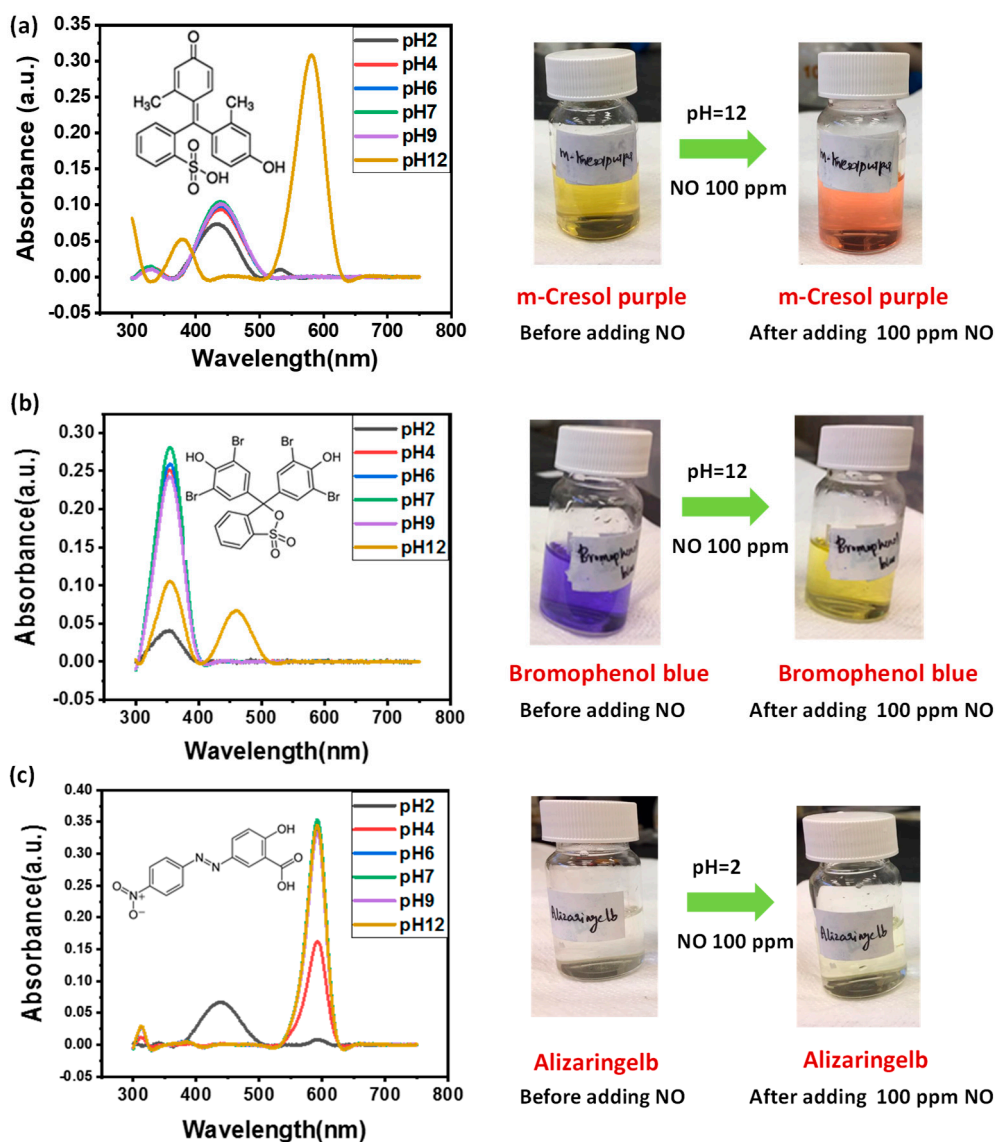 (a)
Absorbance (a.u.)
0.35
0.30
0.25
0.20
0.15
0.10
0.05
0.00
-0.05
300 400 500 600 700 800
Wavelength(nm)
O
H₃C
CH₃
S
OH
O
O
OH
pH2
pH4
pH6
pH7
pH9
pH12
m-Kresolpurpur
pH=12
NO 100 ppm
m-Kresolpurpur
m-Cresol purple
Before adding NO
m-Cresol purple
After adding 100 ppm NO
(b)
Absorbance(a.u.)
0.30
0.25
0.20
0.15
0.10
0.05
0.00
-0.05
300 400 500 600 700 800
Wavelength(nm)
Br
Br
HO
OH
Br
Br
O
S
O
O
pH2
pH4
pH6
pH7
pH9
pH12
Bromophenol
blue
pH=12
NO 100 ppm
Bromophenol
blue
Bromophenol blue
Before adding NO
Bromophenol blue
After adding 100 ppm NO
(c)
Absorbance(a.u.)
0.40
0.35
0.30
0.25
0.20
0.15
0.10
0.05
0.00
-0.05
300 400 500 600 700 800
Wavelength(nm)
OH
N
N
O
OH
O
N⁺
O⁻
pH2
pH4
pH6
pH7
pH9
pH12
Alizaringelb
pH=2
NO 100 ppm
Alizaringelb
Alizaringelb
Before adding NO
Alizaringelb
After adding 100 ppm NO